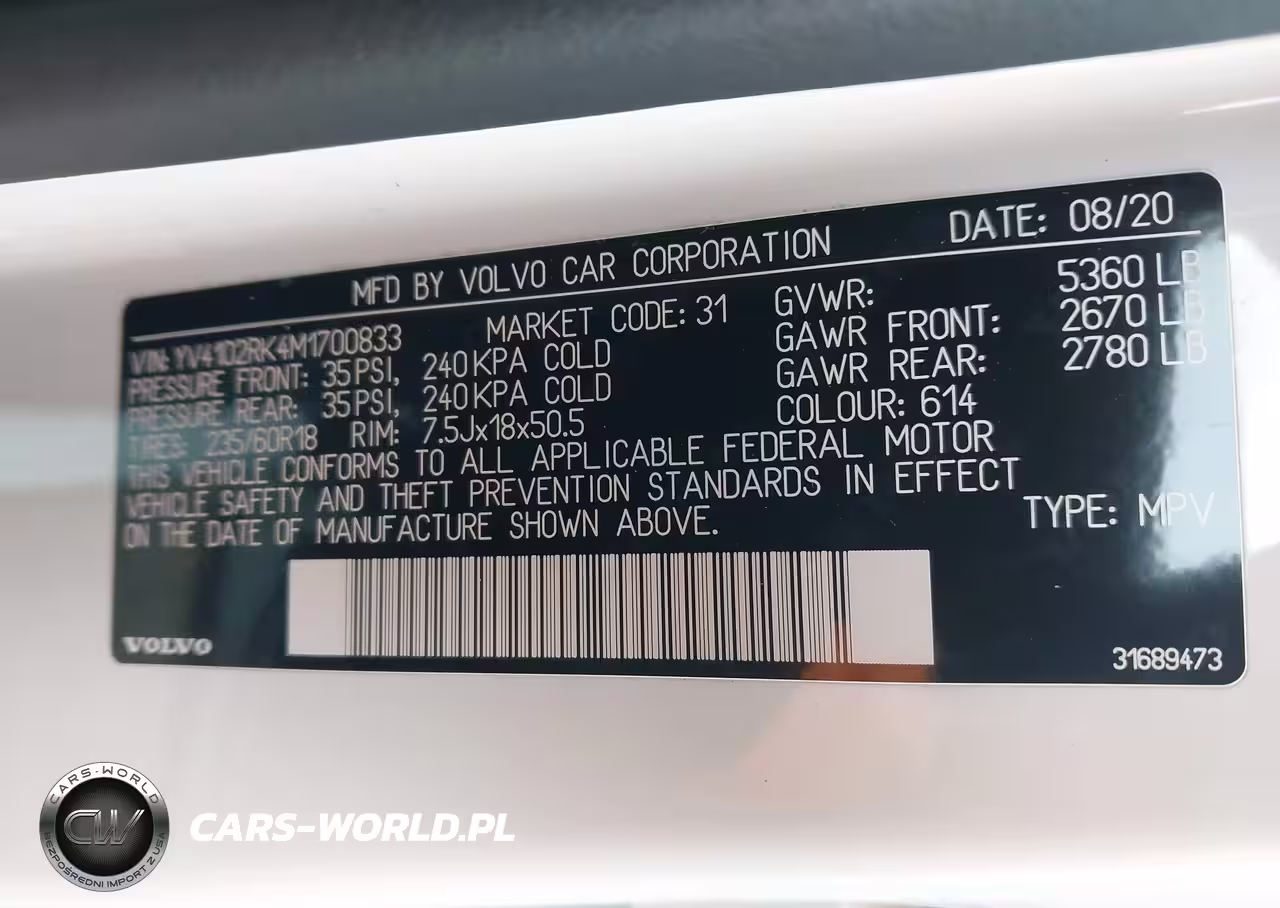 MFD BY VOLVO CAR CORPORATION DATE: 08/20
VIN: YV4102RK4M1700833 MARKET CODE: 31 GVWR: 5360 LB
PRESSURE FRONT: 35 PSI, 240 KPA COLD GAWR FRONT: 2670 LB
PRESSURE REAR: 35 PSI, 240 KPA COLD GAWR REAR: 2780 LB
TIRES: 235/60R18 RIM: 7.5Jx18x50.5 COLOUR: 614
THIS VEHICLE CONFORMS TO ALL APPLICABLE FEDERAL MOTOR
VEHICLE SAFETY AND THEFT PREVENTION STANDARDS IN EFFECT
ON THE DATE OF MANUFACTURE SHOWN ABOVE. TYPE: MPV
VOLVO 31689473
CARS-WORLD
CW
BEZPOŚREDNI IMPORT Z USA
CARS-WORLD.PL